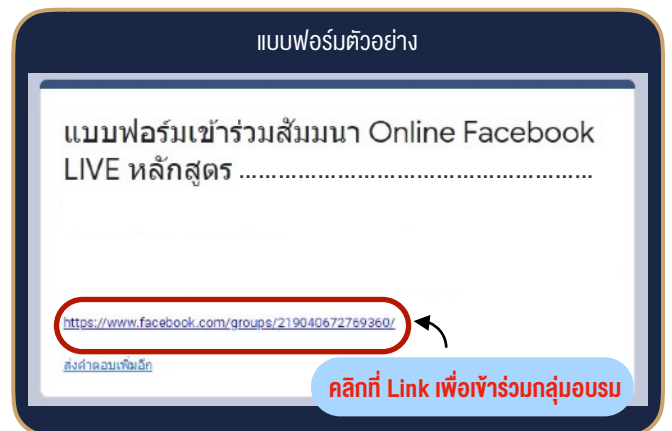 แบบฟอร์มตัวอย่าง
แบบฟอร์มเข้าร่วมสัมมนา Online Facebook
LIVE หลักสูตร ......................................................
https://www.facebook.com/groups/219040672769360/
ส่งคำตอบเพิ่มอีก
คลิกที่ Link เพื่อเข้าร่วมกลุ่มอบรม